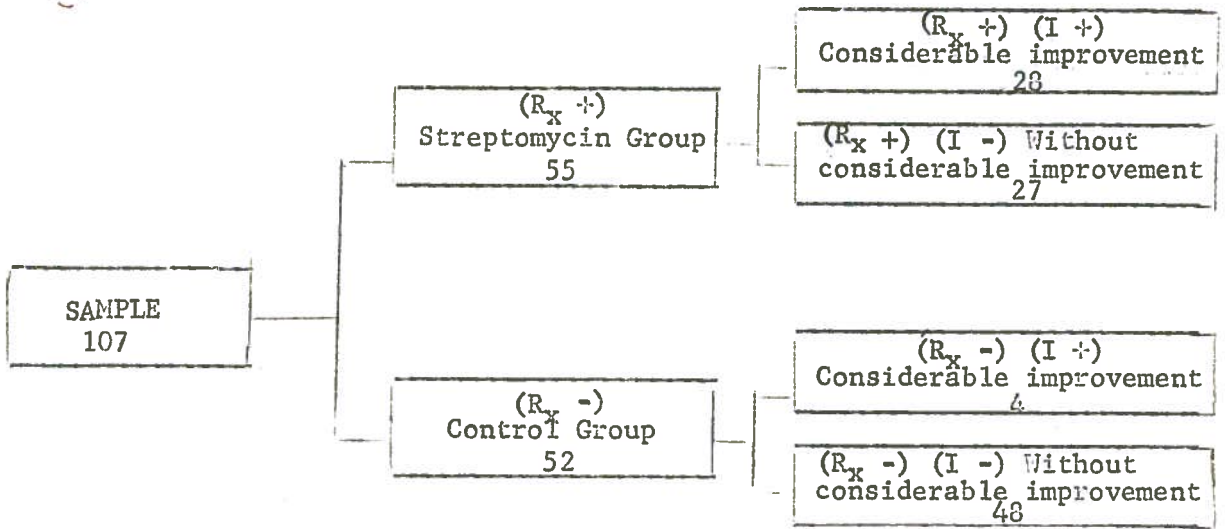 SAMPLE
107
(Rx +)
Streptomycin Group
55
(Rx +) (I +)
Considerable improvement
28
(Rx +) (I -) Without
considerable improvement
27
(Rx -)
Control Group
52
(Rx -) (I +)
Considerable improvement
4
(Rx -) (I -) Without
considerable improvement
48